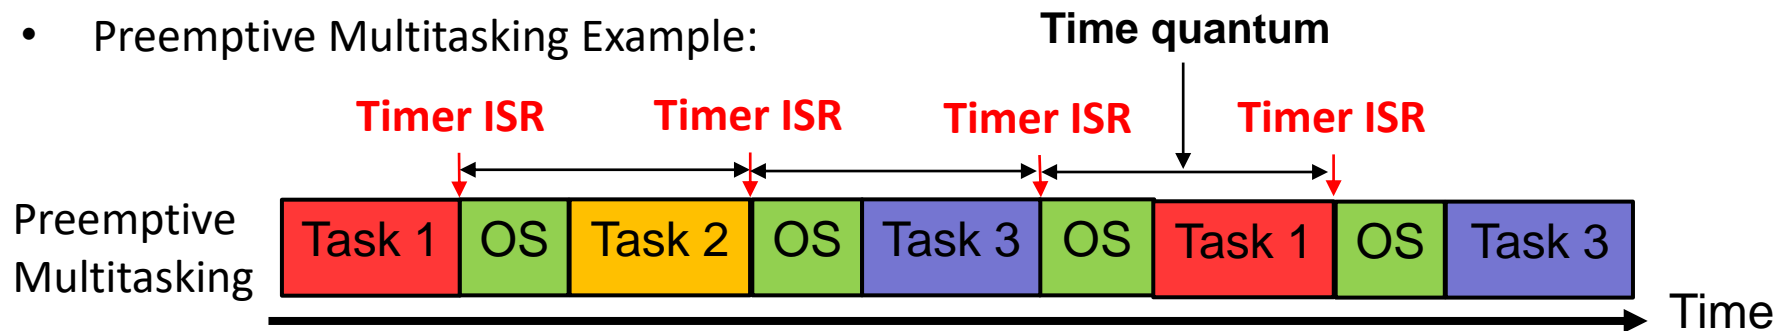 • Preemptive Multitasking Example:
Time quantum
Timer ISR Timer ISR Timer ISR Timer ISR
Preemptive
Multitasking
Task 1 OS Task 2 OS Task 3 OS Task 1 OS Task 3
Time